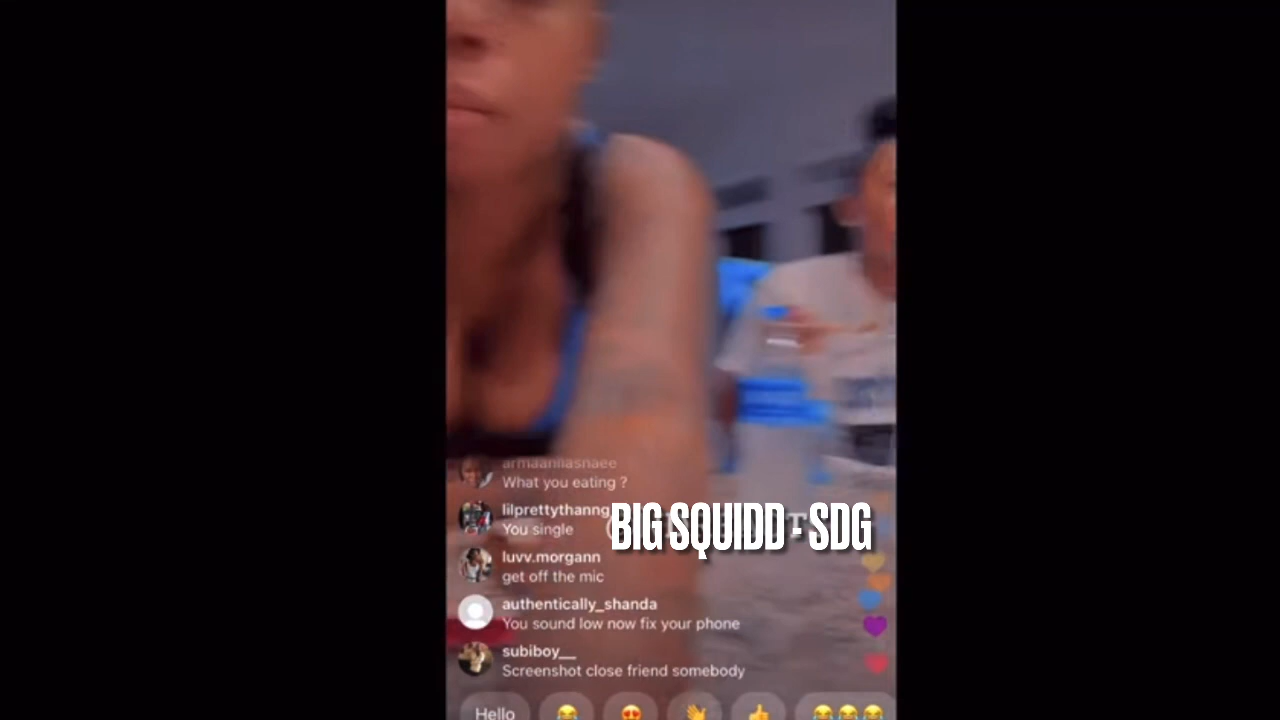 armaaniiasnaee
What you eating ?
lilprettythanng
You single
BIG SQUIDD - SDG
luvv.morgann
get off the mic
authentically_shanda
You sound low now fix your phone
subiboy__
Screenshot close friend somebody
Hello